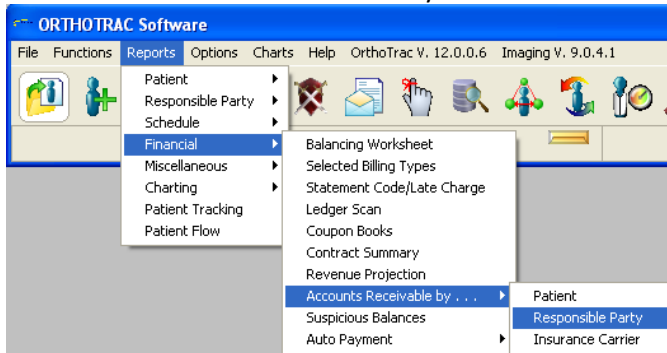 ORTHOTRAC Software
File Functions Reports Options Charts Help OrthoTrac V. 12.0.0.6 Imaging V. 9.0.4.1
Patient
Responsible Party
Schedule
Financial
Miscellaneous
Charting
Patient Tracking
Patient Flow
Balancing Worksheet
Selected Billing Types
Statement Code/Late Charge
Ledger Scan
Coupon Books
Contract Summary
Revenue Projection
Accounts Receivable by . . .
Suspicious Balances
Auto Payment
Patient
Responsible Party
Insurance Carrier